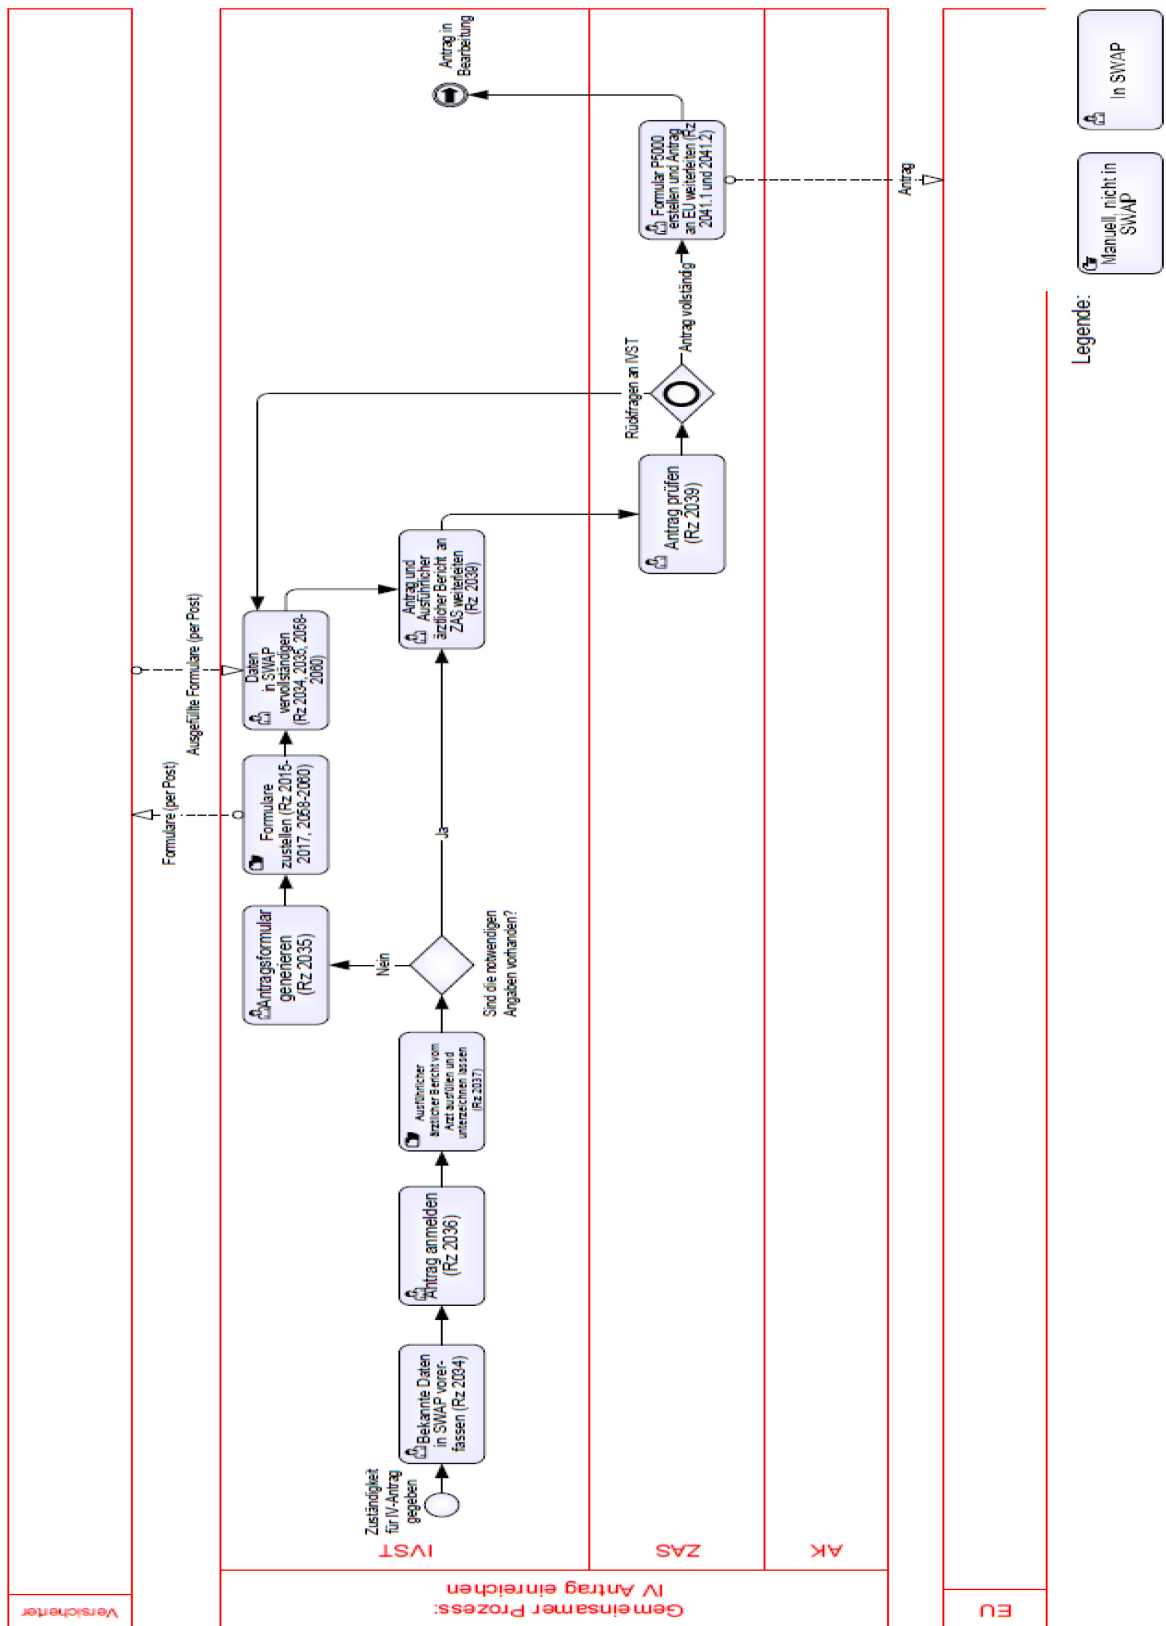 Versicherter
Gemeinsamer Prozess:
IV Antrag einreichen
IVST
ZAS
AK
EU
Zuständigkeit
für IV-Antrag
gegeben
Bekannte Daten
in SWAP vorer-
fassen (Rz 2034)
Antrag anmelden
(Rz 2036)
Ausführlicher
ärztlicher Bericht vom
Arzt ausfüllen und
unterzeichnen lassen
(Rz 2037)
Sind die notwendigen
Angaben vorhanden?
Nein
Ja
Antragsformular
generieren
(Rz 2035)
Formulare
zustellen (Rz 2015-
2017, 2058-2060)
Formulare (per Post)
Ausgefüllte Formulare (per Post)
Daten
in SWAP
vervollständigen
(Rz 2034, 2035, 2058-
2060)
Antrag und
Ausführlicher
ärztlicher Bericht an
ZAS weiterleiten
(Rz 2039)
Antrag prüfen
(Rz 2039)
Rückfragen an IVST
Antrag vollständig
Formular P5000
erstellen und Antrag
an EU weiterleiten (Rz
2041.1 und 2041.2)
Antrag in
Bearbeitung
Antrag
Legende:
Manuell, nicht in
SWAP
In SWAP